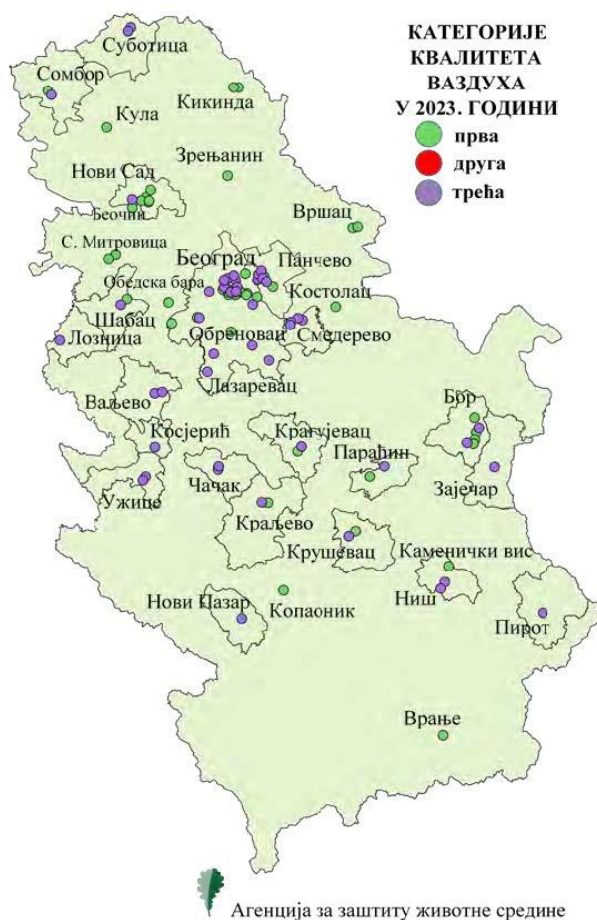 КАТЕГОРИЈЕ
КВАЛИТЕТА
ВАЗДУХА
У 2023. ГОДИНИ
прва
друга
трећа
Суботица
Сомбор
Кикинда
Кула
Зрењанин
Нови Сад
Беочин
Вршац
С. Митровица
Београд
Панчево
Обедска бара
Костолац
Шабац
Обреновац
Смедерево
Лозница
Лазаревац
Ваљево
Бор
Косјерић
Крагујевац
Параћин
Ужице
Чачак
Зајечар
Краљево
Крушевац
Каменички вис
Нови Пазар
Копаоник
Ниш
Пирот
Врање
Агенција за заштиту животне средине